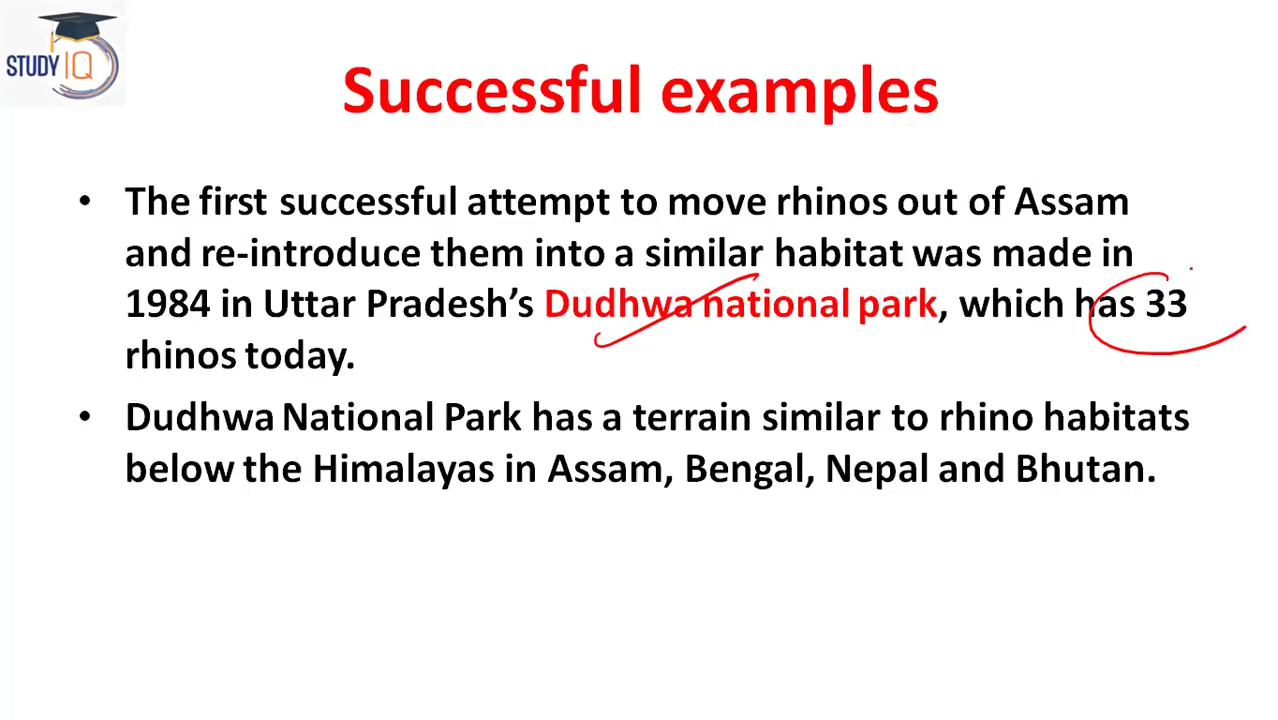 STUDY IQ
Successful examples
• The first successful attempt to move rhinos out of Assam
and re-introduce them into a similar habitat was made in
1984 in Uttar Pradesh’s Dudhwa national park, which has 33
rhinos today.
• Dudhwa National Park has a terrain similar to rhino habitats
below the Himalayas in Assam, Bengal, Nepal and Bhutan.